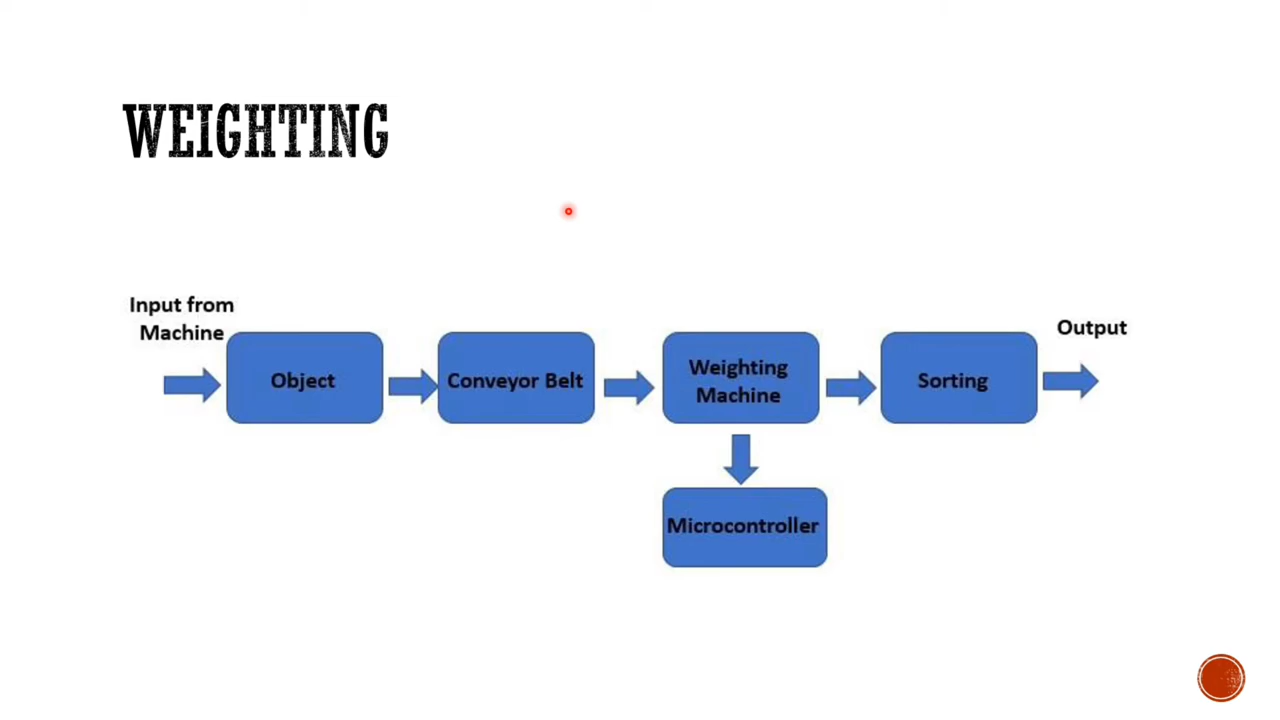 WEIGHTING
Input from
Machine
Object
Conveyor Belt
Weighting
Machine
Sorting
Output
Microcontroller